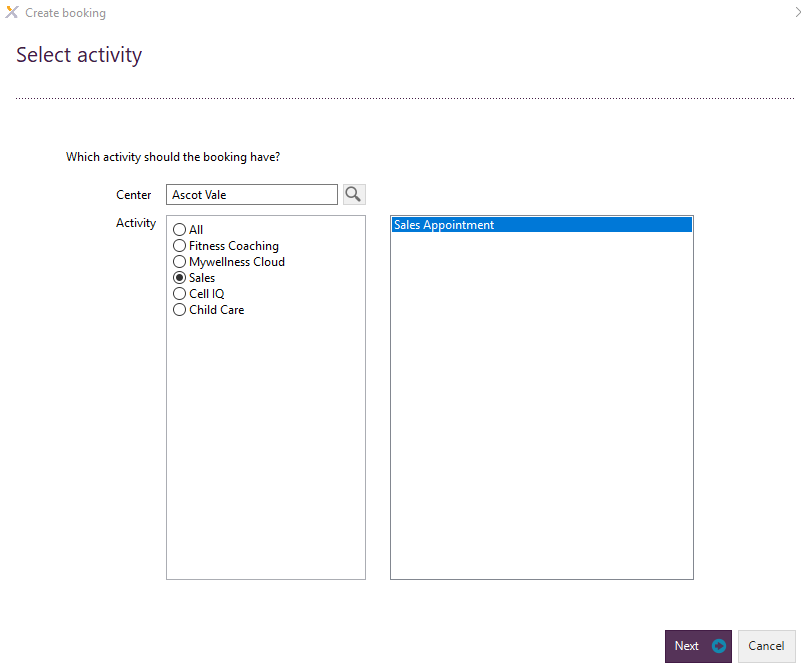 Create booking
Select activity
Which activity should the booking have?
Center Ascot Vale
Activity
All
Fitness Coaching
Mywellness Cloud
Sales
Cell IQ
Child Care
Sales Appointment
Next Cancel